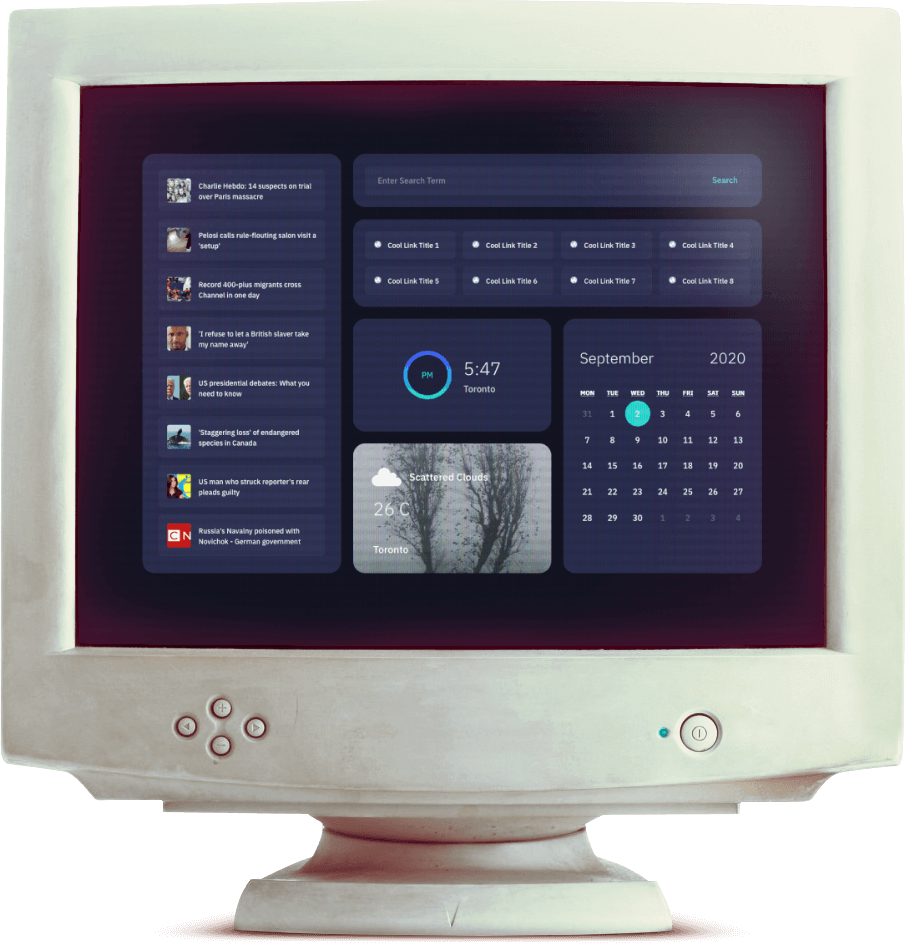 Charlie Hebdo: 14 suspects on trial
over Paris massacre
Pelosi calls rule-flouting salon visit a
'setup'
Record 400-plus migrants cross
Channel in one day
'I refuse to let a British slaver take
my name away'
US presidential debates: What you
need to know
'Staggering loss' of endangered
species in Canada
US man who struck reporter's rear
pleads guilty
C N
Russia's Navalny poisoned with
Novichok - German government
Enter Search Term
Search
Cool Link Title 1
Cool Link Title 2
Cool Link Title 3
Cool Link Title 4
Cool Link Title 5
Cool Link Title 6
Cool Link Title 7
Cool Link Title 8
PM
5:47
Toronto
Scattered Clouds
26 C
Toronto
September 2020
MON TUE WED THU FRI SAT SUN
31 1 2 3 4 5 6
7 8 9 10 11 12 13
14 15 16 17 18 19 20
21 22 23 24 25 26 27
28 29 30 1 2 3 4